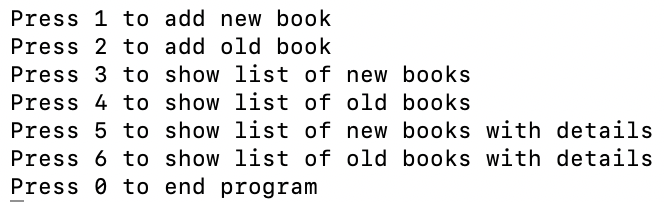 Press 1 to add new book
Press 2 to add old book
Press 3 to show list of new books
Press 4 to show list of old books
Press 5 to show list of new books with details
Press 6 to show list of old books with details
Press 0 to end program